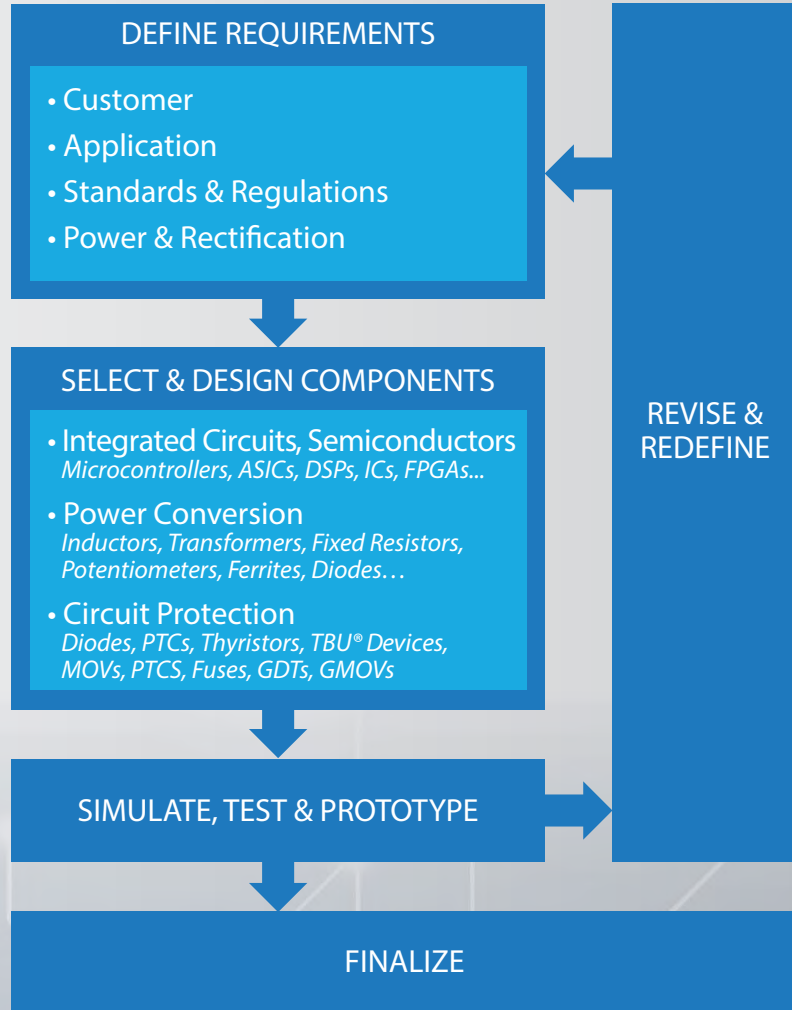 DEFINE REQUIREMENTS
• Customer
• Application
• Standards & Regulations
• Power & Rectification
SELECT & DESIGN COMPONENTS
• Integrated Circuits, Semiconductors
Microcontrollers, ASICs, DSPs, ICs, FPGAs...
• Power Conversion
Inductors, Transformers, Fixed Resistors,
Potentiometers, Ferrites, Diodes…
• Circuit Protection
Diodes, PTCs, Thyristors, TBU® Devices,
MOVs, PTCS, Fuses, GDTs, GMOVs
SIMULATE, TEST & PROTOTYPE
REVISE &
REDEFINE
FINALIZE